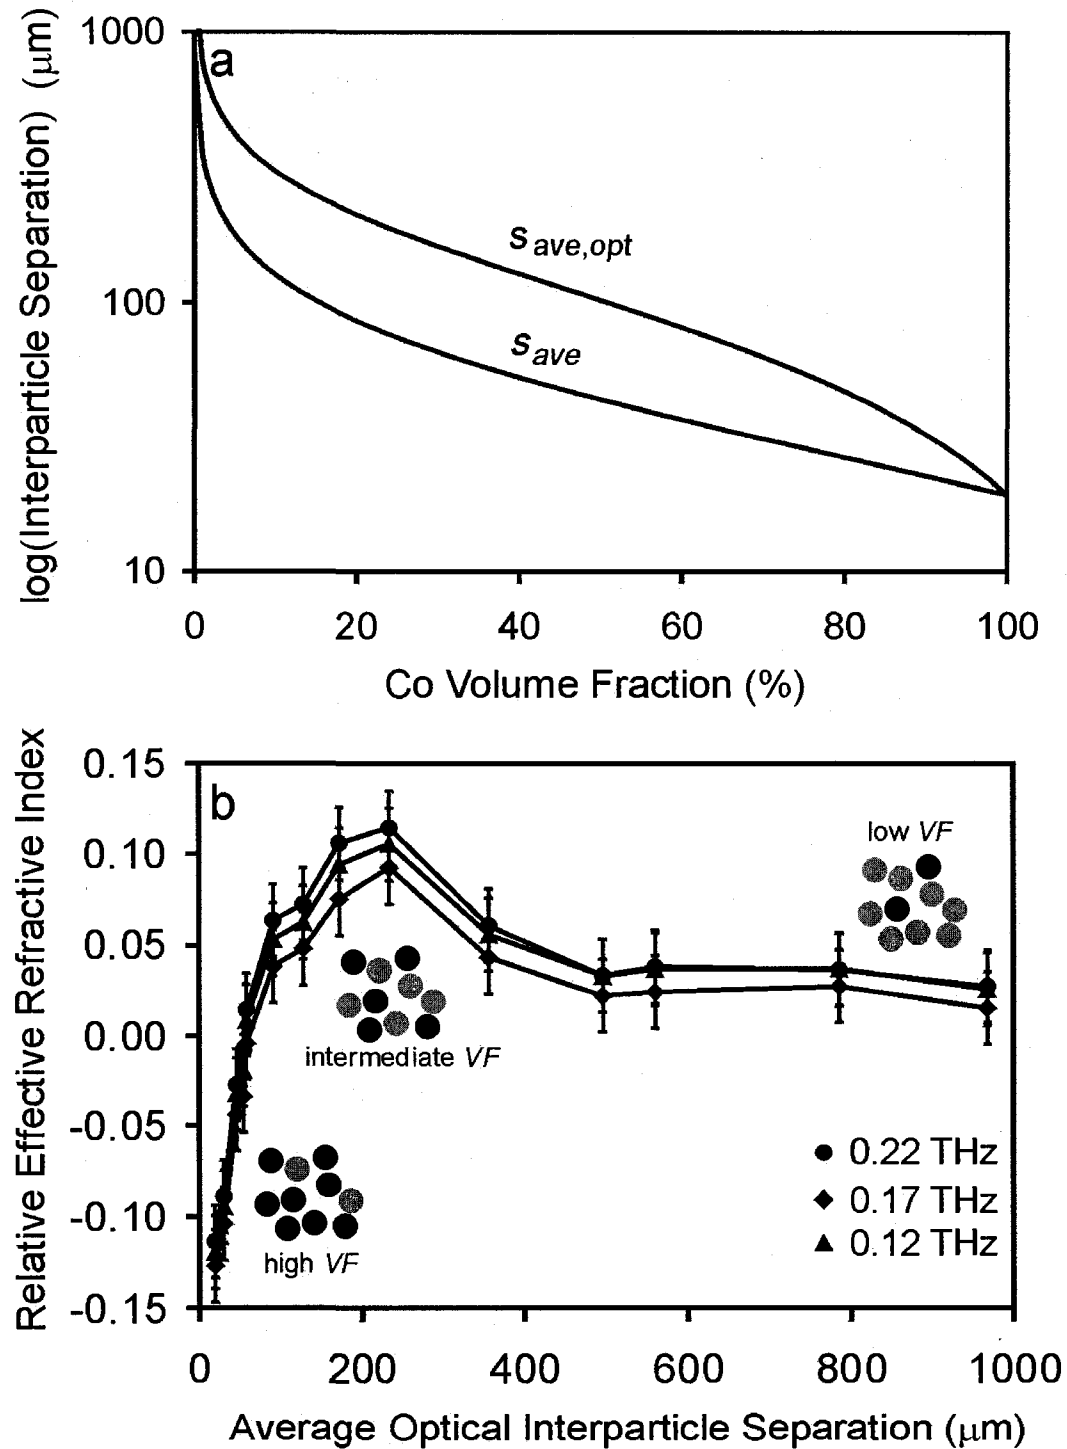 log(Interparticle Separation) (μm)
1000
100
10
a
s ave,opt
s ave
0 20 40 60 80 100
Co Volume Fraction (%)
Relative Effective Refractive Index
0.15
0.10
0.05
0.00
-0.05
-0.10
-0.15
b
low VF
intermediate VF
high VF
0.22 THz
0.17 THz
0.12 THz
0 200 400 600 800 1000
Average Optical Interparticle Separation (μm)